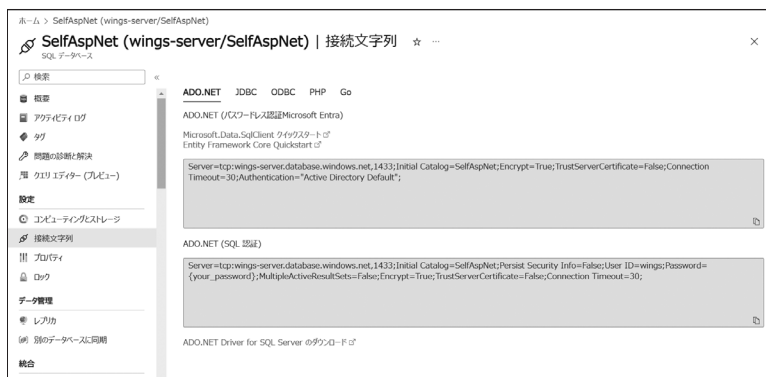 ホーム > SelfAspNet (wings-server/SelfAspNet)
SelfAspNet (wings-server/SelfAspNet) | 接続文字列 ☆ …
SQL データベース
検索
概要
アクティビティ ログ
タグ
問題の診断と解決
クエリ エディター (プレビュー)
設定
コンピューティングとストレージ
接続文字列
プロパティ
ロック
データ管理
レプリカ
別のデータベースに同期
統合
ADO.NET JDBC ODBC PHP Go
ADO.NET (パスワードレス認証Microsoft Entra)
Microsoft.Data.SqlClient クイックスタート
Entity Framework Core Quickstart
Server=tcp:wings-server.database.windows.net,1433;Initial Catalog=SelfAspNet;Encrypt=True;TrustServerCertificate=False;Connection
Timeout=30;Authentication="Active Directory Default";
ADO.NET (SQL 認証)
Server=tcp:wings-server.database.windows.net,1433;Initial Catalog=SelfAspNet;Persist Security Info=False;User ID=wings;Password=
{your_password};MultipleActiveResultSets=False;Encrypt=True;TrustServerCertificate=False;Connection Timeout=30;
ADO.NET Driver for SQL Server のダウンロード